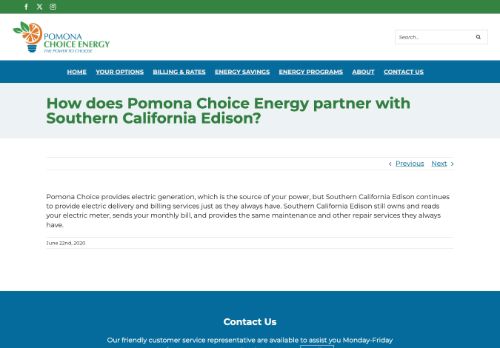 POMONA
CHOICE ENERGY
THE POWER TO CHOOSE
Search...
HOME YOUR OPTIONS BILLING & RATES ENERGY SAVINGS ENERGY PROGRAMS ABOUT CONTACT US
How does Pomona Choice Energy partner with
Southern California Edison?
Previous Next
Pomona Choice provides electric generation, which is the source of your power, but Southern California Edison continues
to provide electric delivery and billing services just as they always have. Southern California Edison still owns and reads
your electric meter, sends your monthly bill, and provides the same maintenance and other repair services they always
have.
June 22nd, 2020
Contact Us
Our friendly customer service representative are available to assist you Monday-Friday